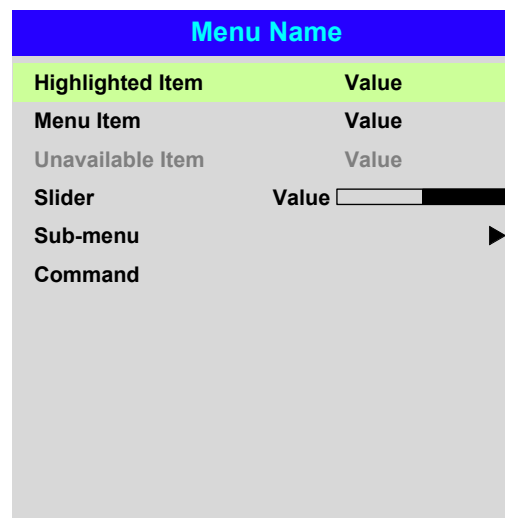 Menu Name
Highlighted Item Value
Menu Item Value
Unavailable Item Value
Slider Value
Sub-menu
Command